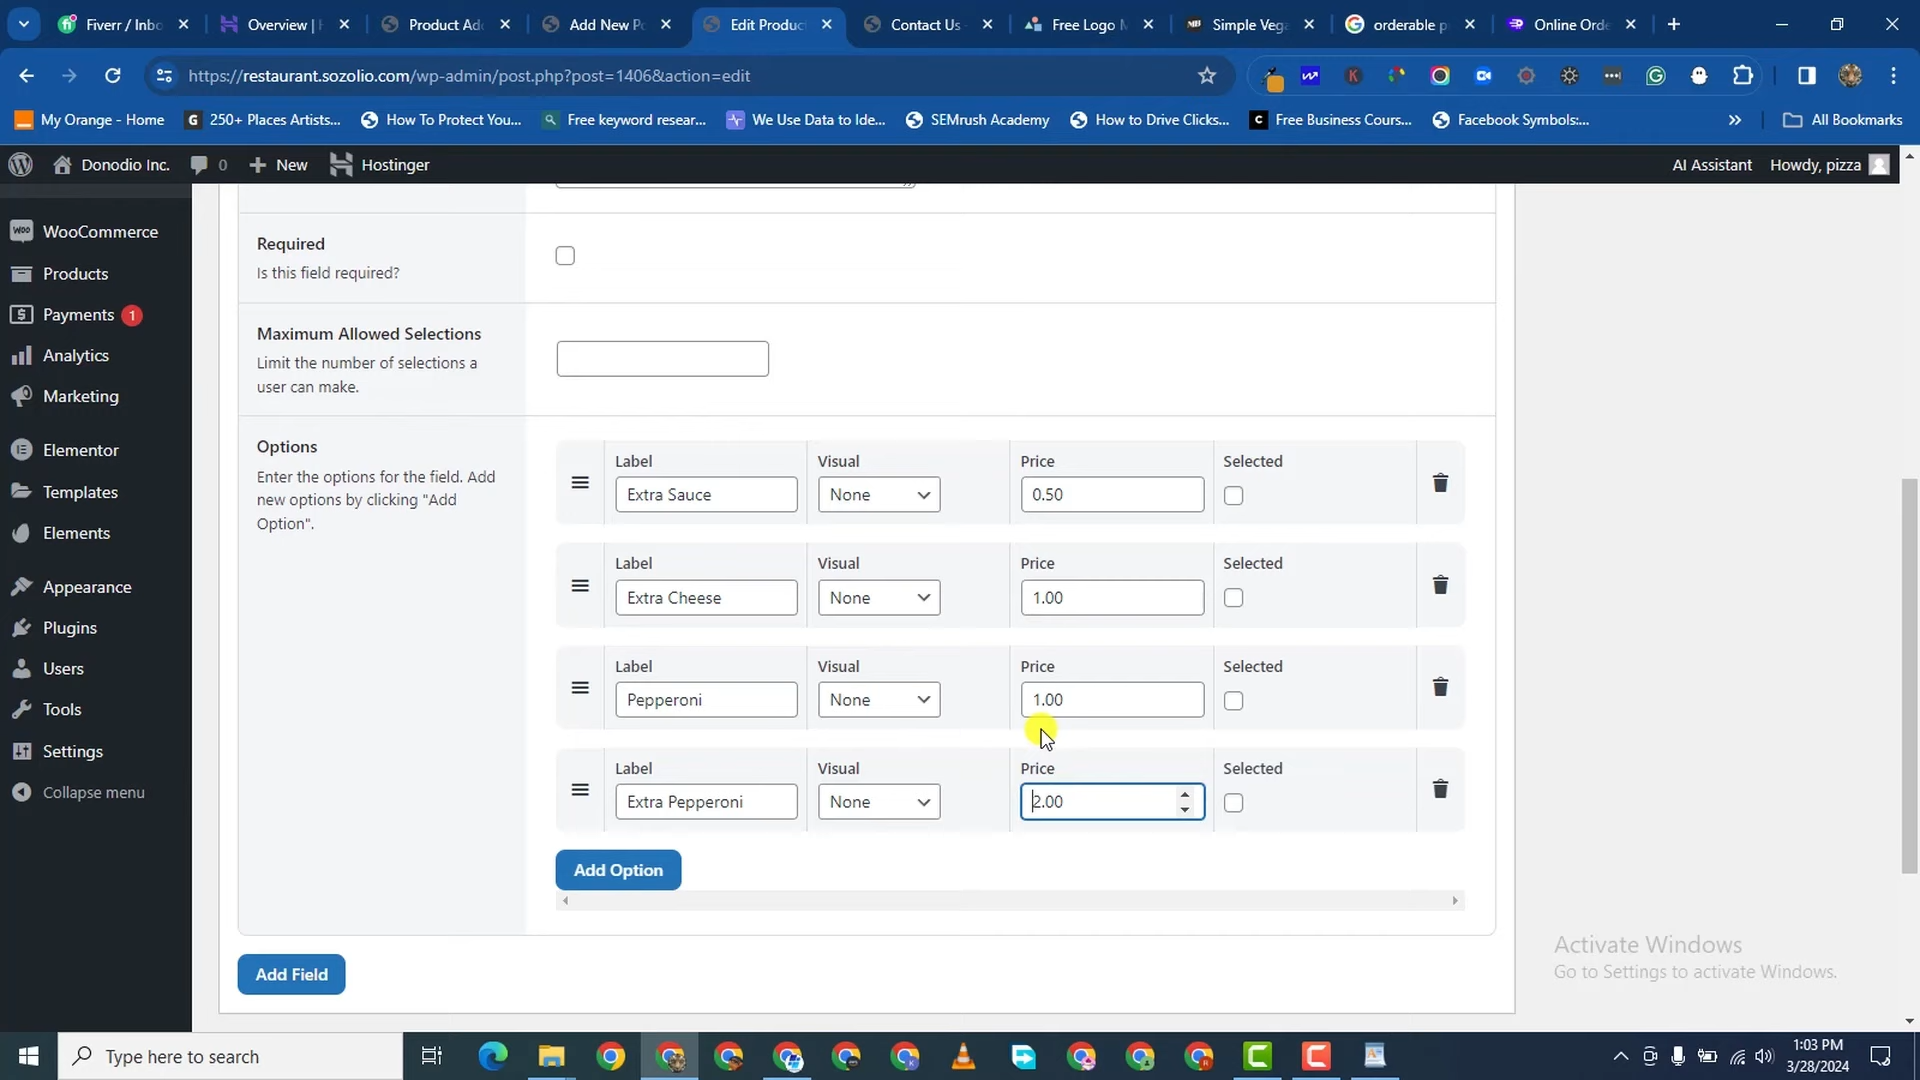 Fiverr / Inbo
Overview | H
Product Add
Add New Po
Edit Produc
Contact Us -
Free Logo M
Simple Vega
orderable p
Online Orde
https://restaurant.sozolio.com/wp-admin/post.php?post=1406&action=edit
My Orange - Home
250+ Places Artists...
How To Protect You...
Free keyword resear...
We Use Data to Ide...
SEMrush Academy
How to Drive Clicks...
Free Business Cours...
Facebook Symbols:...
All Bookmarks
Donodio Inc.
0
New
Hostinger
AI Assistant
Howdy, pizza
WooCommerce
Products
Payments 1
Analytics
Marketing
Elementor
Templates
Elements
Appearance
Plugins
Users
Tools
Settings
Collapse menu
Required
Is this field required?
Maximum Allowed Selections
Limit the number of selections a
user can make.
Options
Enter the options for the field. Add
new options by clicking "Add
Option".
Label Visual Price Selected
Extra Sauce None 0.50
Label Visual Price Selected
Extra Cheese None 1.00
Label Visual Price Selected
Pepperoni None 1.00
Label Visual Price Selected
Extra Pepperoni None 2.00
Add Option
Add Field
Activate Windows
Go to Settings to activate Windows.
Type here to search
1:03 PM
3/28/2024